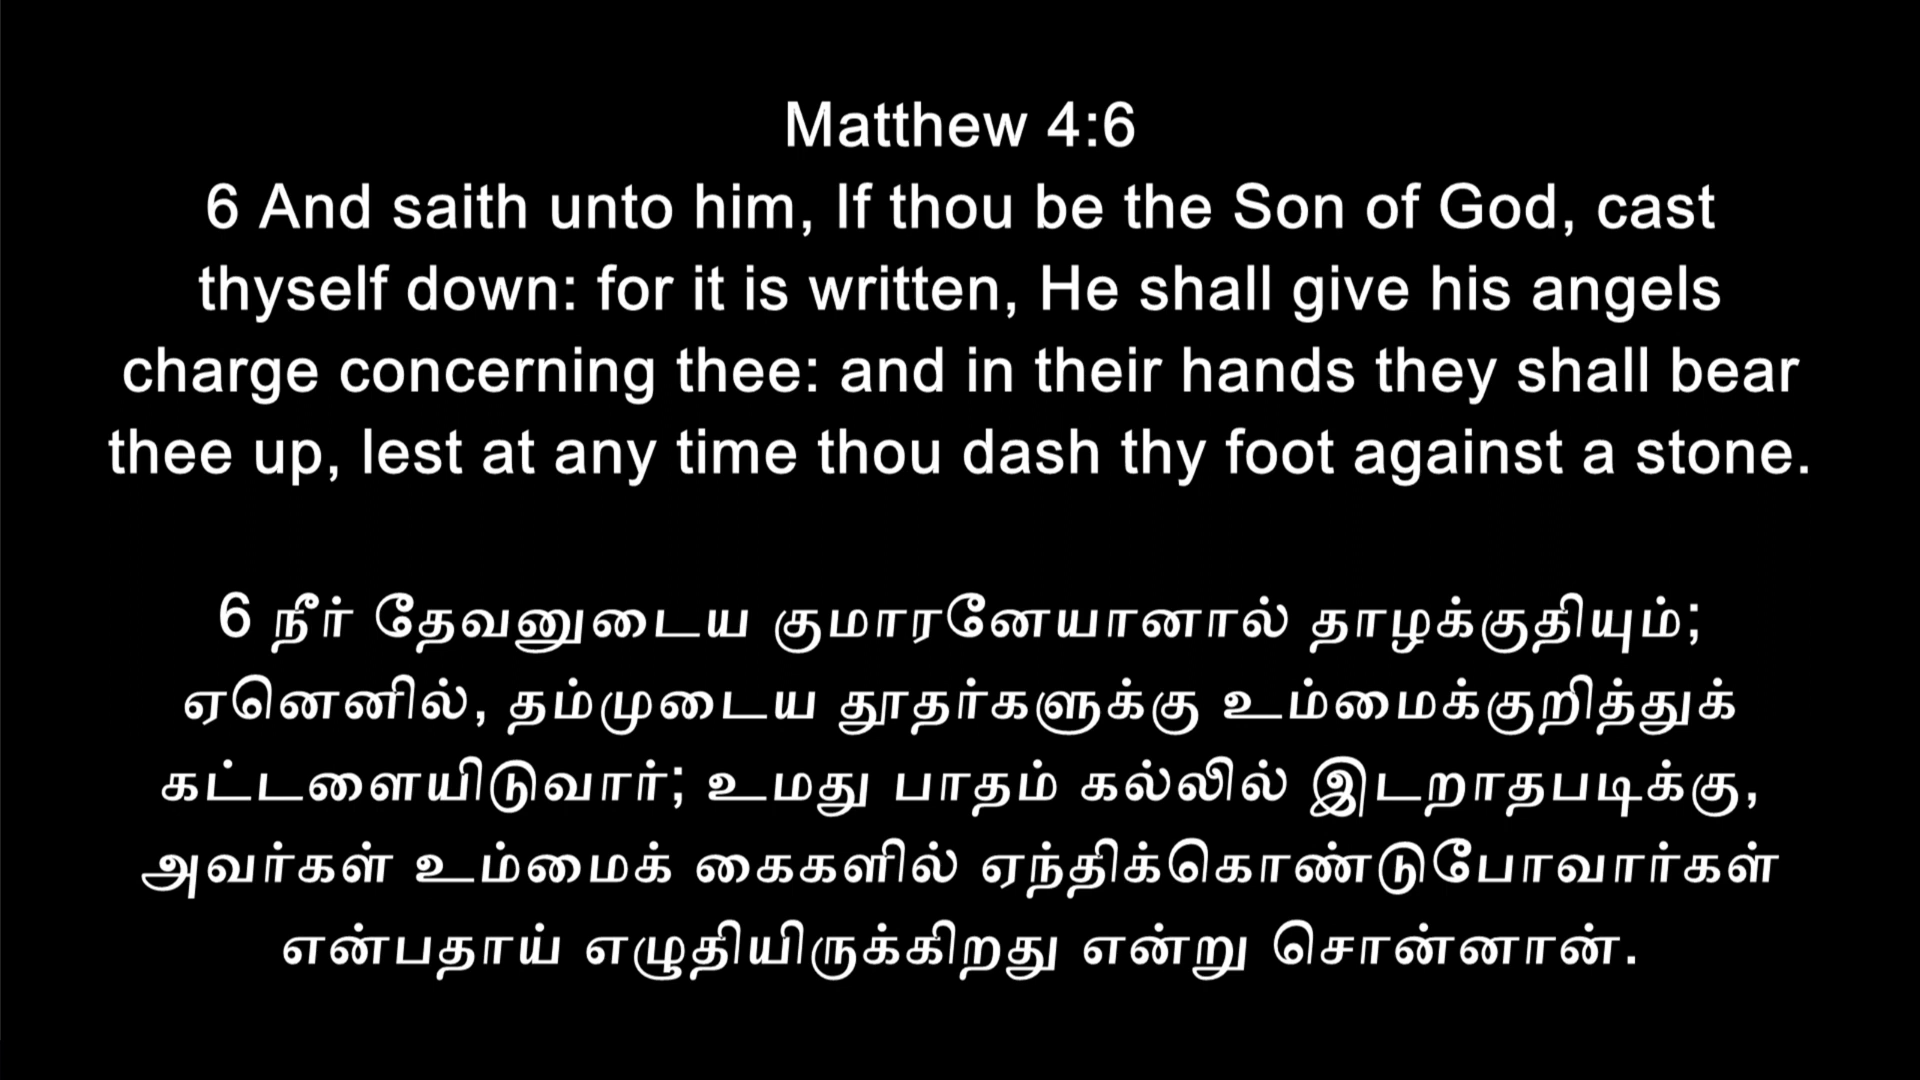 Matthew 4:6
6 And saith unto him, If thou be the Son of God, cast
thyself down: for it is written, He shall give his angels
charge concerning thee: and in their hands they shall bear
thee up, lest at any time thou dash thy foot against a stone.
6 நீர் தேவனுடைய குமாரனேயானால் தாழக்குதியும்;
ஏனெனில், தம்முடைய தூதர்களுக்கு உம்மைக்குறித்துக்
கட்டளையிடுவார்; உமது பாதம் கல்லில் இடறாதபடிக்கு,
அவர்கள் உம்மைக் கைகளில் ஏந்திக்கொண்டுபோவார்கள்
என்பதாய் எழுதியிருக்கிறது என்று சொன்னான்.